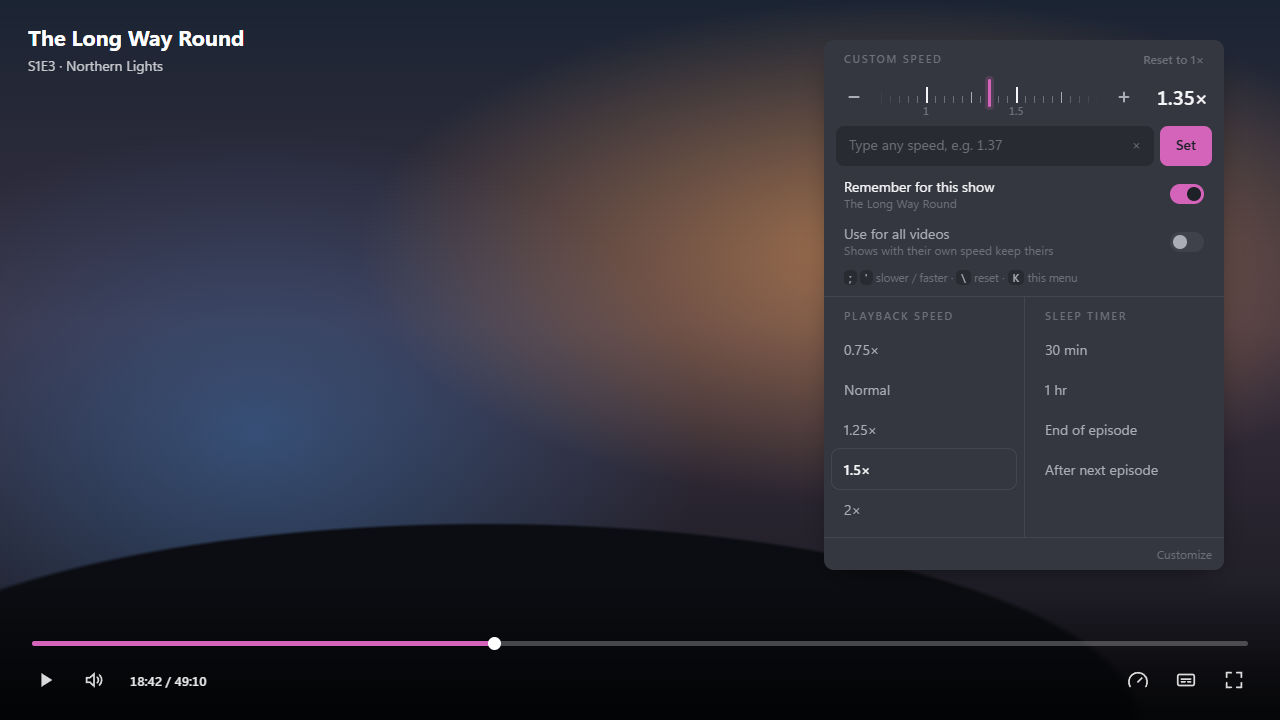 The Long Way Round
S1E3 · Northern Lights
CUSTOM SPEED
Reset to 1×
− + 1.35×
1 1.5
Type any speed, e.g. 1.37 ×
Set
Remember for this show
The Long Way Round
Use for all videos
Shows with their own speed keep theirs
; ' slower / faster · \ reset · K this menu
PLAYBACK SPEED
0.75×
Normal
1.25×
1.5×
2×
SLEEP TIMER
30 min
1 hr
End of episode
After next episode
Customize
18:42 / 49:10